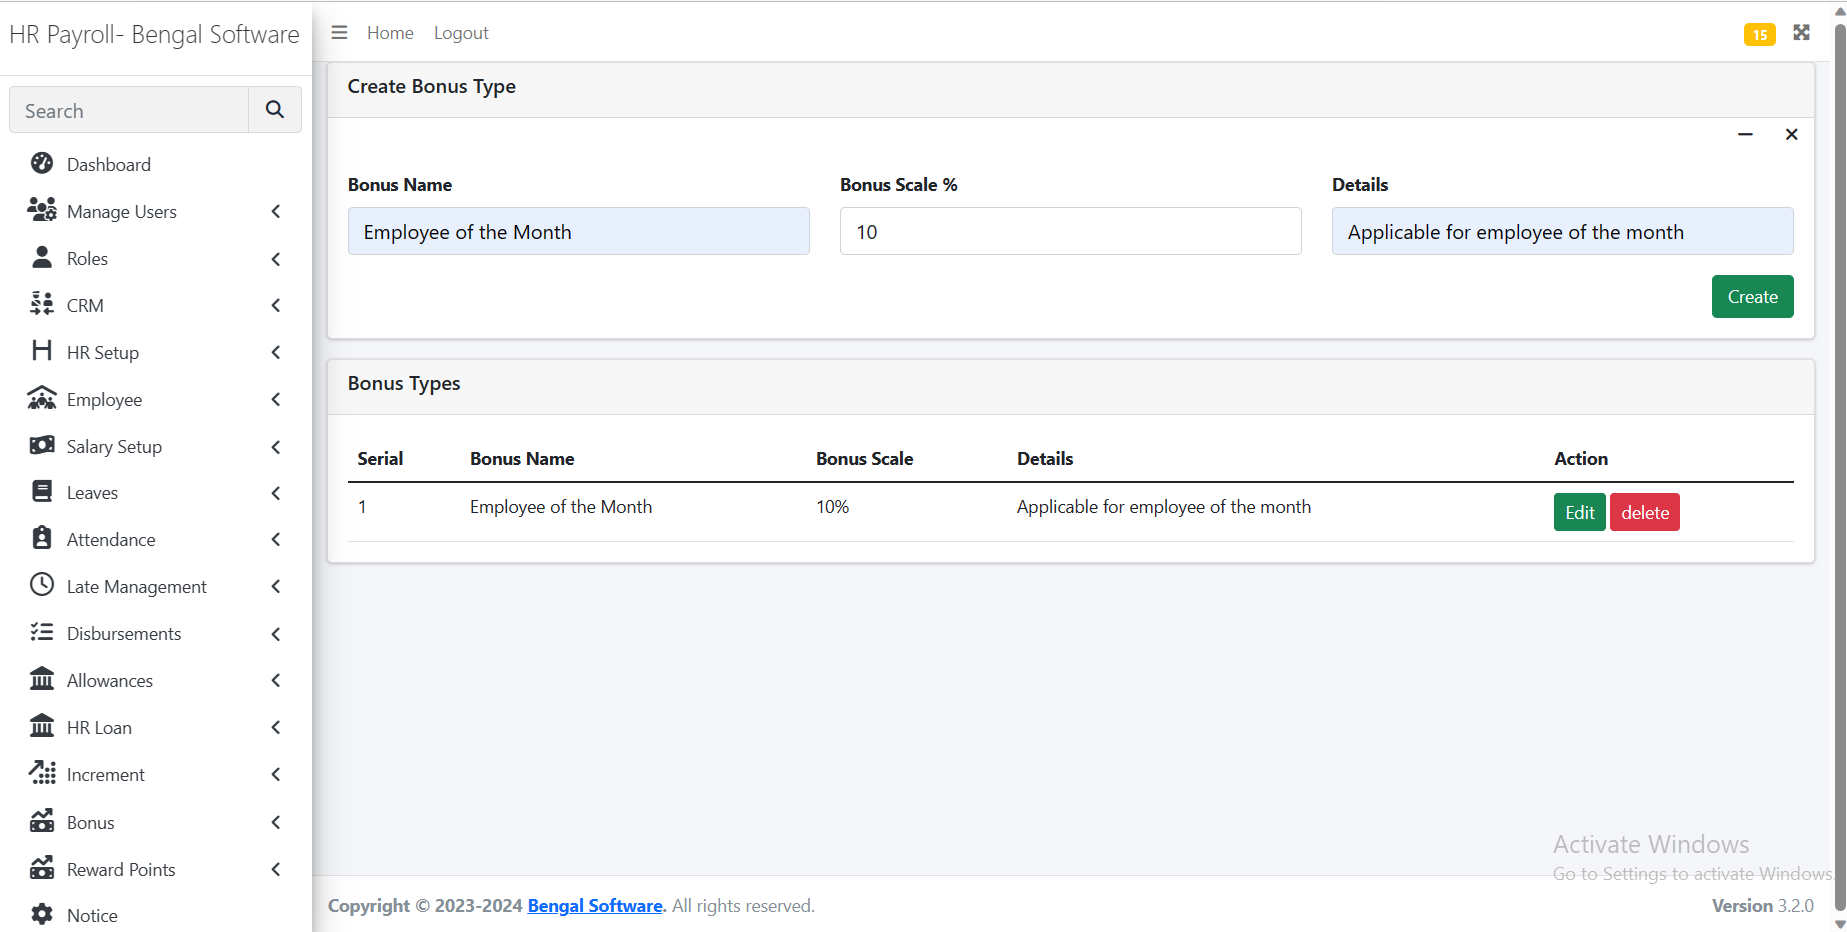 HR Payroll- Bengal Software
Home
Logout
15
Search
Dashboard
Manage Users
Roles
CRM
HR Setup
Employee
Salary Setup
Leaves
Attendance
Late Management
Disbursements
Allowances
HR Loan
Increment
Bonus
Reward Points
Notice
Create Bonus Type
Bonus Name
Bonus Scale %
Details
Employee of the Month
10
Applicable for employee of the month
Create
Bonus Types
Serial Bonus Name Bonus Scale Details Action
1 Employee of the Month 10% Applicable for employee of the month Edit delete
Activate Windows
Go to Settings to activate Windows.
Copyright © 2023-2024 Bengal Software. All rights reserved.
Version 3.2.0